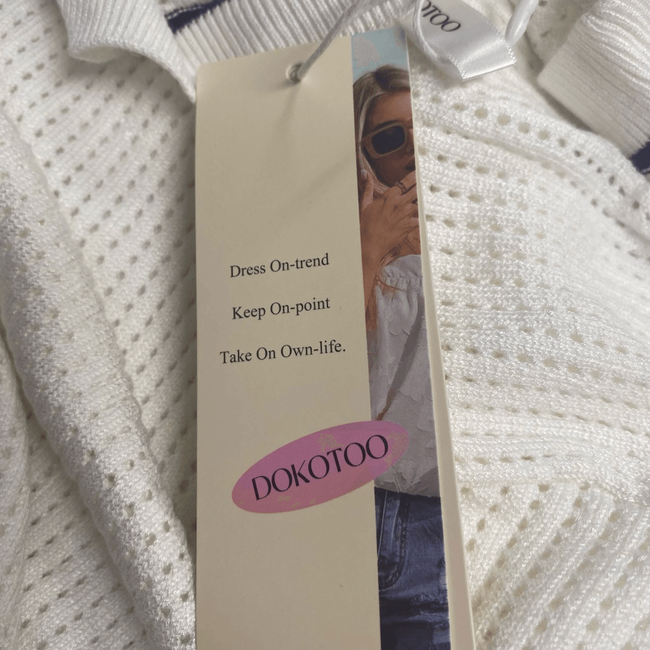 OTOO
Dress On-trend
Keep On-point
Take On Own-life.
DOKOTOO